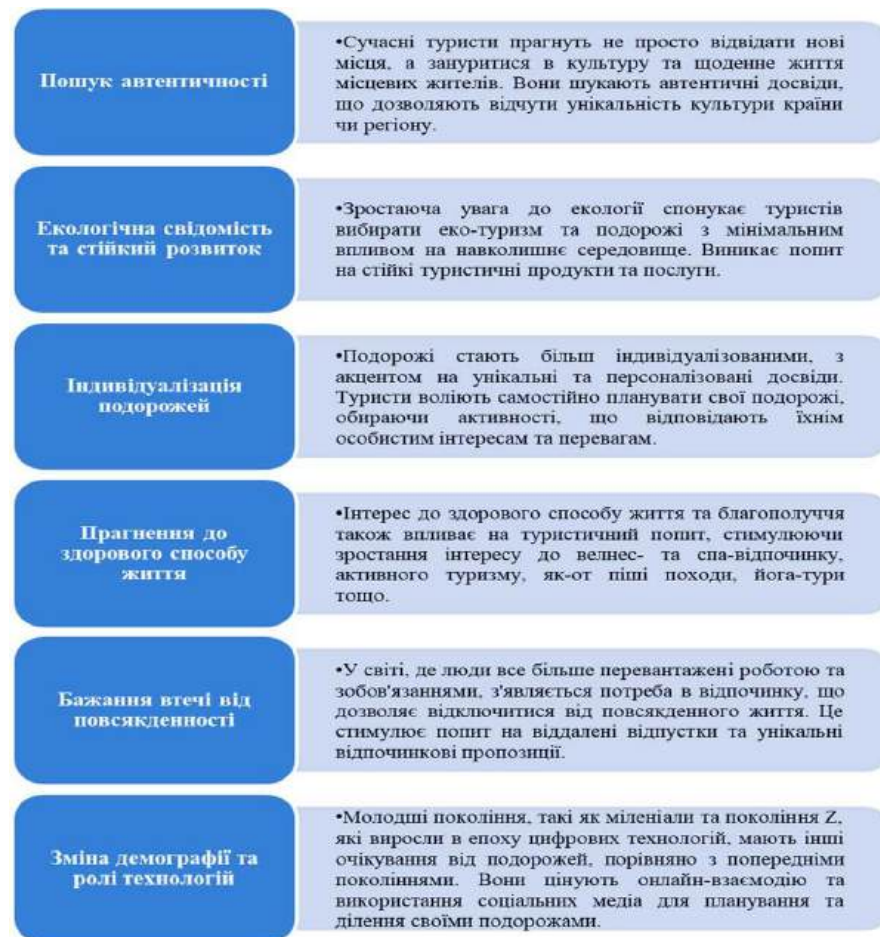 Пошук автентичності
•Сучасні туристи прагнуть не просто відвідати нові
місця, а зануритися в культуру та щоденне життя
місцевих жителів. Вони шукають автентичні досвіди,
що дозволяють відчути унікальність культури країни
чи регіону.
Екологічна свідомість
та стійкий розвиток
•Зростаюча увага до екології спонукає туристів
вибирати еко-туризм та подорожі з мінімальним
впливом на навколишнє середовище. Виникає попит
на стійкі туристичні продукти та послуги.
Індивідуалізація
подорожей
•Подорожі стають більш індивідуалізованими, з
акцентом на унікальні та персоналізовані досвіди.
Туристи воліють самостійно планувати свої подорожі,
обираючи активності, що відповідають їхнім
особистим інтересам та перевагам.
Прагнення до
здорового способу
життя
•Інтерес до здорового способу життя та благополуччя
також впливає на туристичний попит, стимулюючи
зростання інтересу до велнес- та спа-відпочинку,
активного туризму, як-от піші походи, йога-тури
тощо.
Бажання втечі від
повсякденності
•У світі, де люди все більше перевантажені роботою та
зобов'язаннями, з'являється потреба в відпочинку, що
дозволяє відключитися від повсякденного життя. Це
стимулює попит на віддалені відпустки та унікальні
відпочинкові пропозиції.
Зміна демографії та
ролі технологій
•Молодші покоління, такі як міленіали та покоління Z,
які виросли в епоху цифрових технологій, мають інші
очікування від подорожей, порівняно з попередніми
поколіннями. Вони цінують онлайн-взаємодію та
використання соціальних медіа для планування та
ділення своїми подорожами.